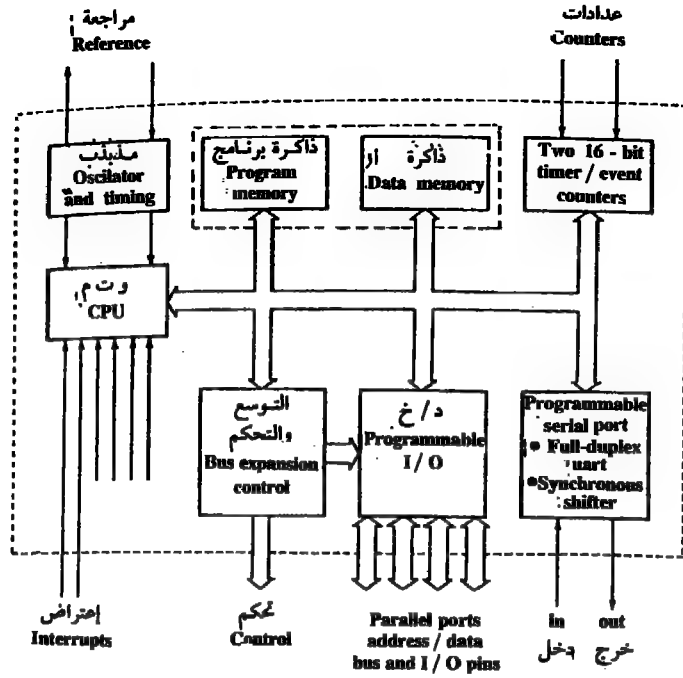 مراجعة
Reference
عدادات
Counters
مذبذب
Oscilator
and timing
ذاكرة برنامج
Program
memory
ذاكرة
Data memory
Two 16 - bit
timer / event
counters
و ت م
CPU
التوسع
والتحكم
Bus expansion
control
د / خ
Programmable
I / O
Programmable
serial port
• Full-duplex
uart
•Synchronous
shifter
إعتراض
Interrupts
تحكم
Control
Parallel ports
address / data
bus and I / O pins
in out
دخل خرج